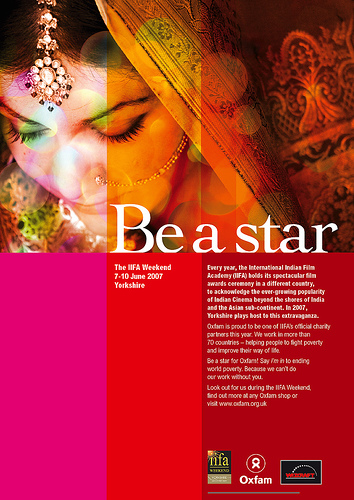 Be a star
The IIFA Weekend
7-10 June 2007
Yorkshire
Every year, the International Indian Film
Academy (IIFA) holds its spectacular film
awards ceremony in a different country,
to acknowledge the ever-growing popularity
of Indian Cinema beyond the shores of India
and the Asian sub-continent. In 2007,
Yorkshire plays host to this extravaganza.
Oxfam is proud to be one of IIFA's official charity
partners this year. We work in more than
70 countries – helping people to fight poverty
and improve their way of life.
Be a star for Oxfam! Say I'm in to ending
world poverty. Because we can't do
our work without you.
Look out for us during the IIFA Weekend,
find out more at any Oxfam shop or
visit www.oxfam.org.uk
iifa
WEEKEND
Oxfam